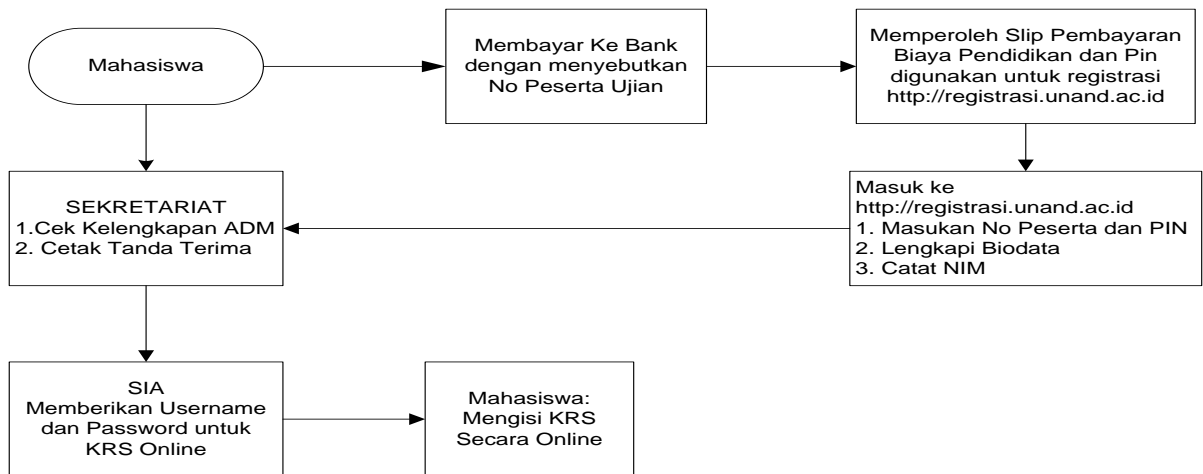 Mahasiswa
Membayar Ke Bank
dengan menyebutkan
No Peserta Ujian
Memperoleh Slip Pembayaran
Biaya Pendidikan dan Pin
digunakan untuk registrasi
http://registrasi.unand.ac.id
SEKRETARIAT
1.Cek Kelengkapan ADM
2. Cetak Tanda Terima
Masuk ke
http://registrasi.unand.ac.id
1. Masukan No Peserta dan PIN
2. Lengkapi Biodata
3. Catat NIM
SIA
Memberikan Username
dan Password untuk
KRS Online
Mahasiswa:
Mengisi KRS
Secara Online